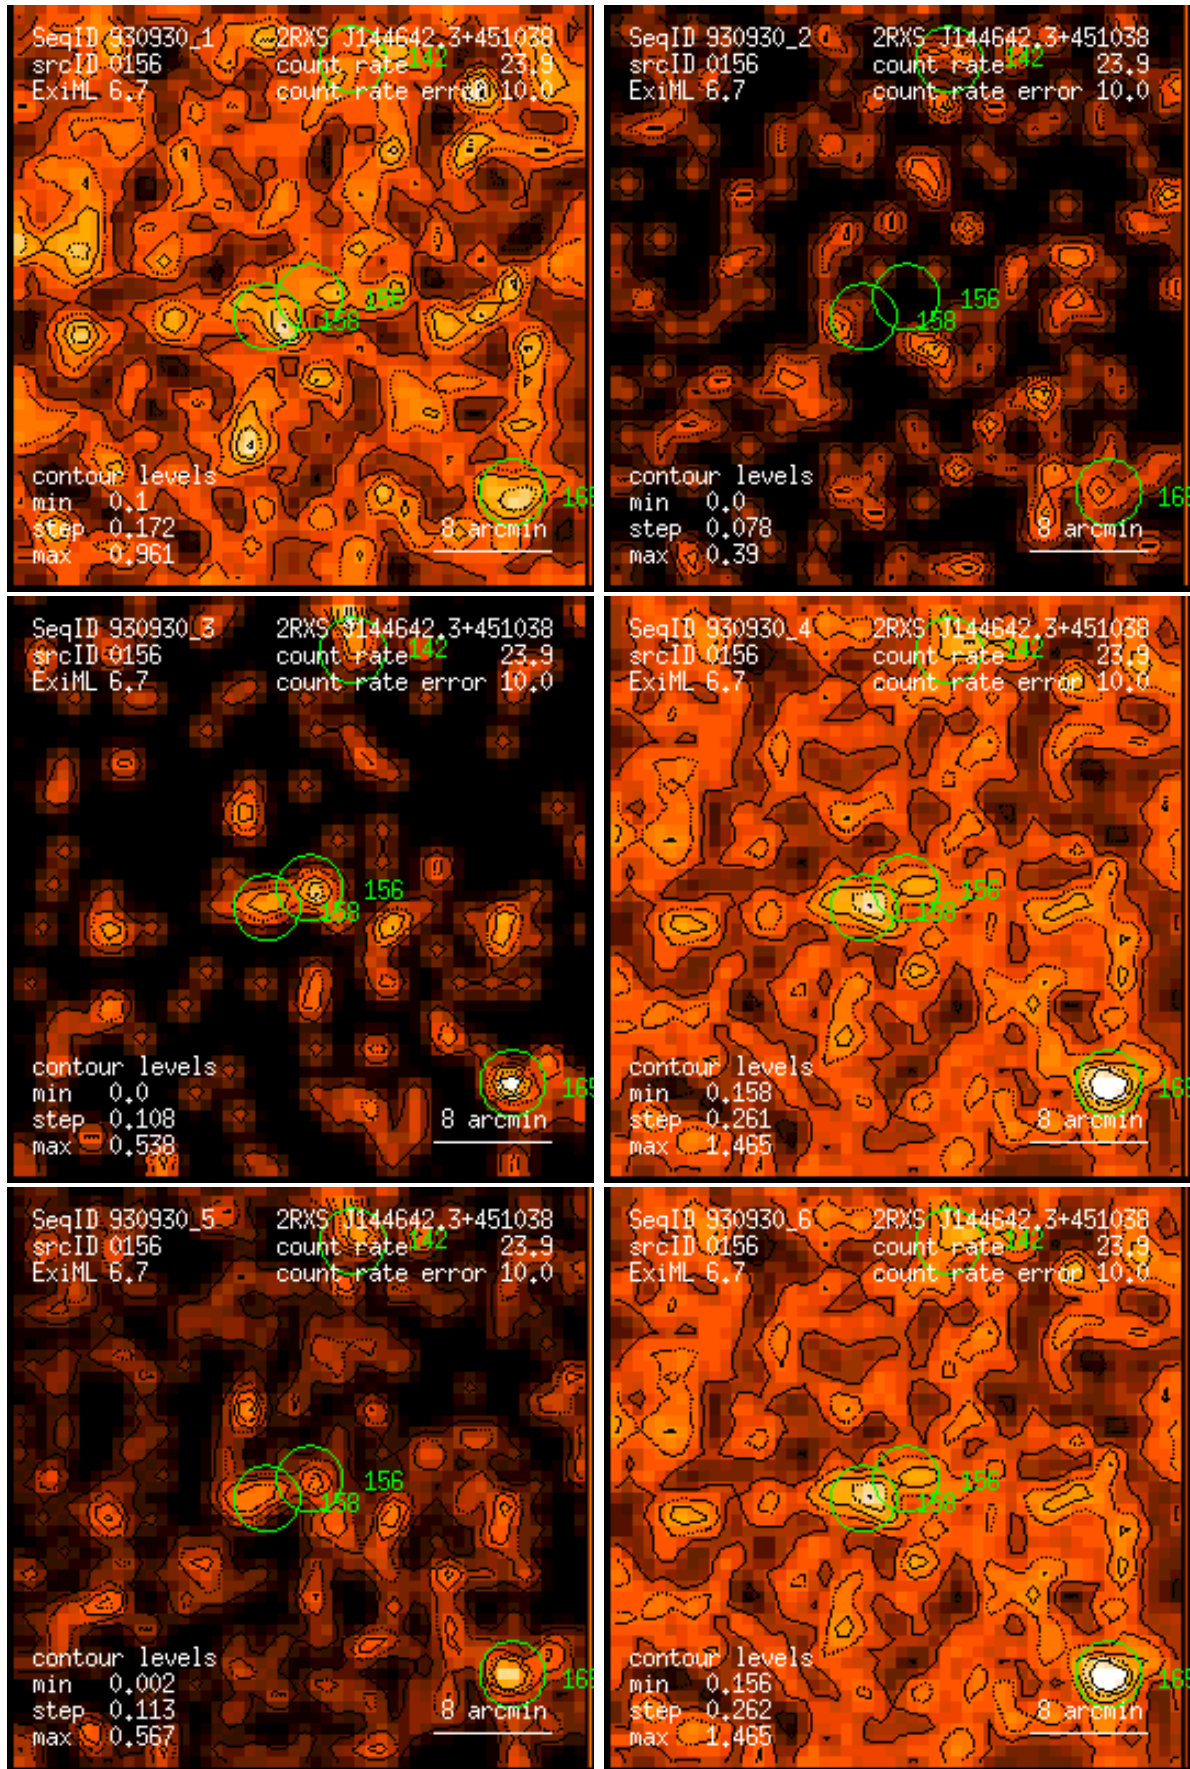 SeqID 930930_1 2RXS J144642.3+451038
srcID 0156 count rate 142 23.9
ExiML 6.7 count rate error 10.0
156
158
contour levels
min 0.1
step 0.172 8 arcmin
max 0.961
SeqID 930930_2 2RXS J144642.3+451038
srcID 0156 count rate 142 23.9
ExiML 6.7 count rate error 10.0
156
158
contour levels
min 0.0
step 0.078 8 arcmin
max 0.39
SeqID 930930_3 2RXS J144642.3+451038
srcID 0156 count rate 142 23.9
ExiML 6.7 count rate error 10.0
156
158
contour levels
min 0.0
step 0.108 8 arcmin
max 0.538
SeqID 930930_4 2RXS J144642.3+451038
srcID 0156 count rate 142 23.9
ExiML 6.7 count rate error 10.0
156
158
contour levels
min 0.158
step 0.261 8 arcmin
max 1.465
SeqID 930930_5 2RXS J144642.3+451038
srcID 0156 count rate 142 23.9
ExiML 6.7 count rate error 10.0
156
158
contour levels
min 0.002
step 0.113 8 arcmin
max 0.567
SeqID 930930_6 2RXS J144642.3+451038
srcID 0156 count rate 142 23.9
ExiML 6.7 count rate error 10.0
156
158
contour levels
min 0.156
step 0.262 8 arcmin
max 1.465